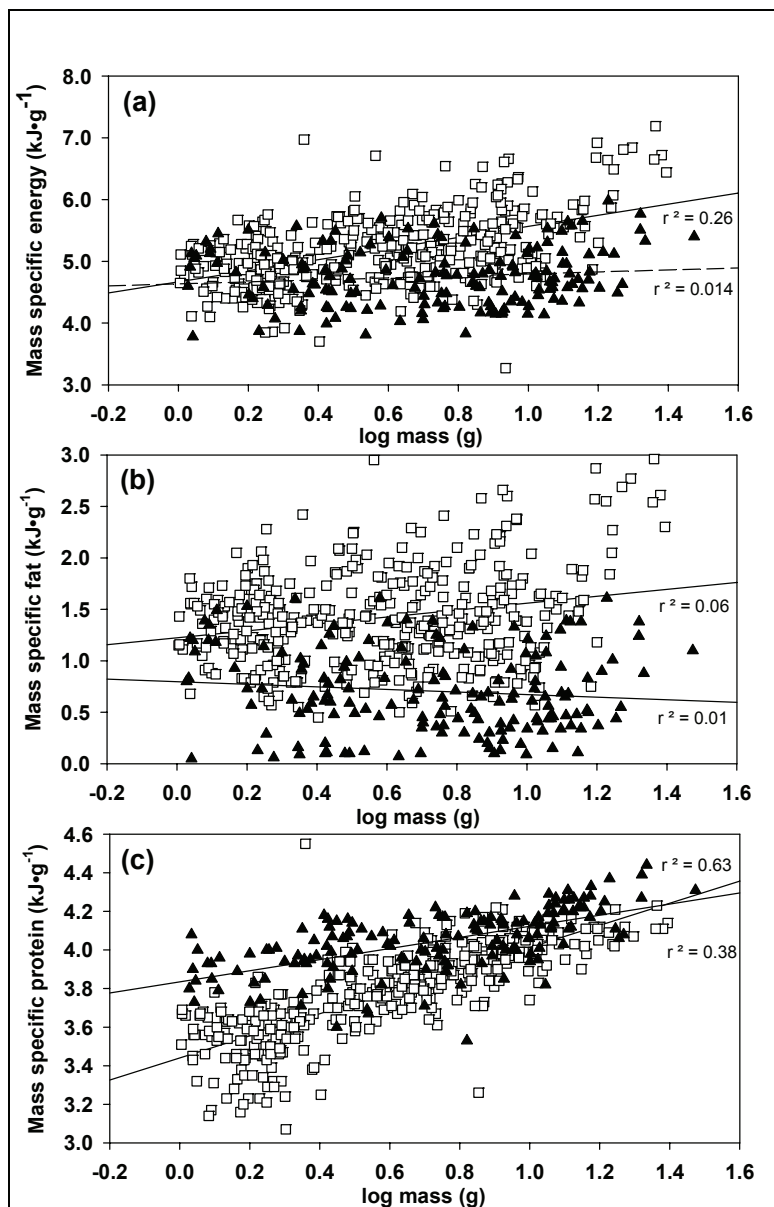 (a)
Mass specific energy (kJ•g⁻¹)
8.0
7.0
6.0
5.0
4.0
3.0
r ² = 0.26
r ² = 0.014
-0.2 0.0 0.2 0.4 0.6 0.8 1.0 1.2 1.4 1.6
log mass (g)
(b)
Mass specific fat (kJ•g⁻¹)
3.0
2.5
2.0
1.5
1.0
0.5
0.0
r ² = 0.06
r ² = 0.01
-0.2 0.0 0.2 0.4 0.6 0.8 1.0 1.2 1.4 1.6
log mass (g)
(c)
Mass specific protein (kJ•g⁻¹)
4.6
4.4
4.2
4.0
3.8
3.6
3.4
3.2
3.0
r ² = 0.63
r ² = 0.38
-0.2 0.0 0.2 0.4 0.6 0.8 1.0 1.2 1.4 1.6
log mass (g)